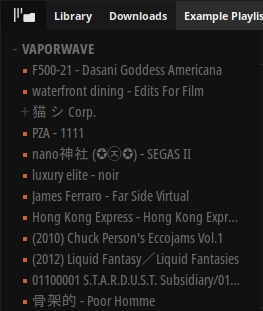 Library Downloads Example Playlis
VAPORWAVE
F500-21 - Dasani Goddess Americana
waterfront dining - Edits For Film
猫 シ Corp.
PZA - 1111
nano神社 (✪㋛✪) - SEGAS II
luxury elite - noir
James Ferraro - Far Side Virtual
Hong Kong Express - Hong Kong Expr...
(2010) Chuck Person's Eccojams Vol.1
(2012) Liquid Fantasy／Liquid Fantasies
01100001 S.T.A.R.D.U.S.T. Subsidiary/01...
骨架的 - Poor Homme